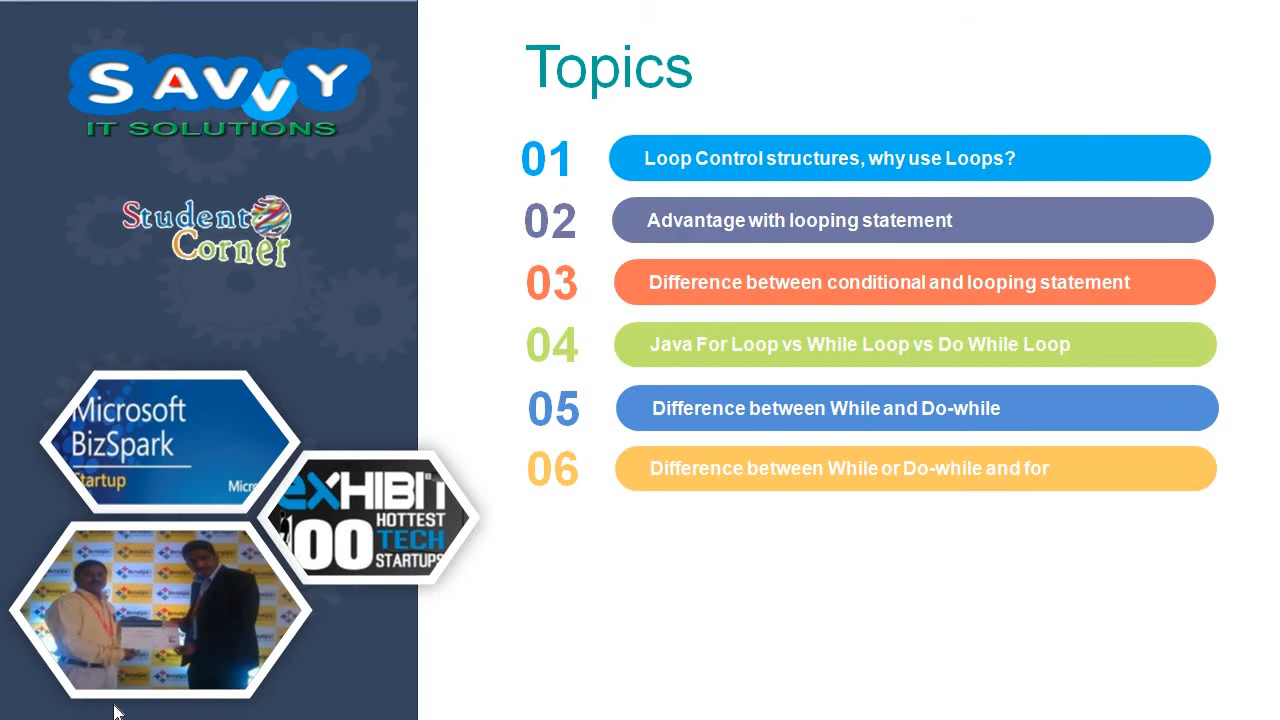 SAVVY
IT SOLUTIONS
Student
Corner
Microsoft
BizSpark
Startup
Micro
eXHIBIT
100
HOTTEST
TECH
STARTUPS
Topics
01 Loop Control structures, why use Loops?
02 Advantage with looping statement
03 Difference between conditional and looping statement
04 Java For Loop vs While Loop vs Do While Loop
05 Difference between While and Do-while
06 Difference between While or Do-while and for